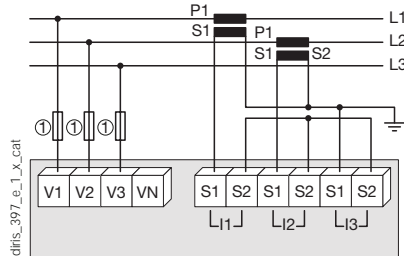 P1
L1
S1
P1
L2
S1 S2
L3
① ① ①
V1 V2 V3 VN S1 S2 S1 S2 S1 S2
I1 I2 I3
diris_397_e_1_x_cat